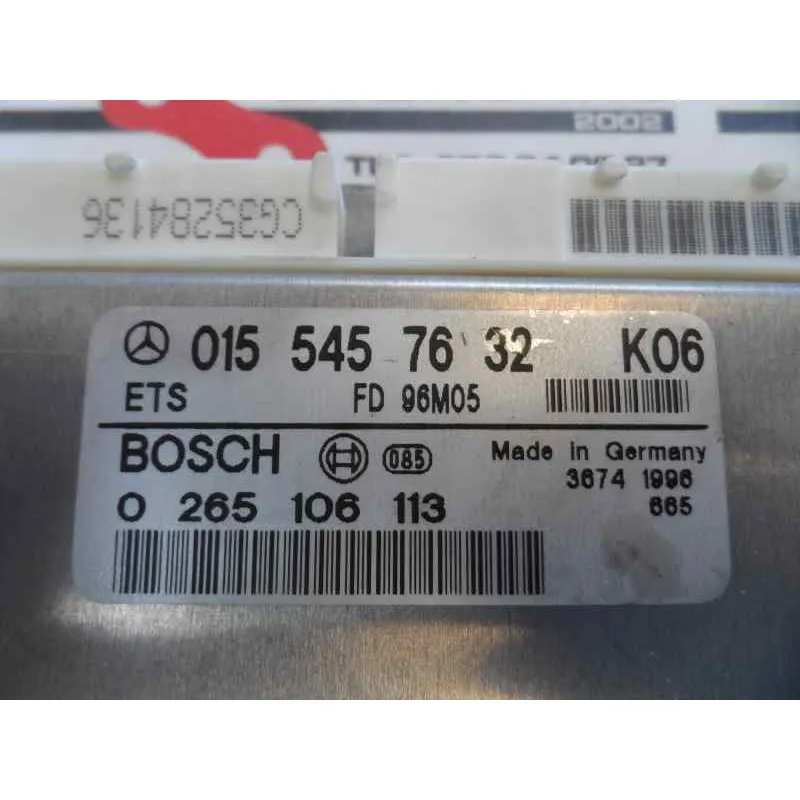 2002
CG35284136
015 545 76 32 K06
ETS FD 96M05
BOSCH 085 Made in Germany
3674 1996
0 265 106 113 665